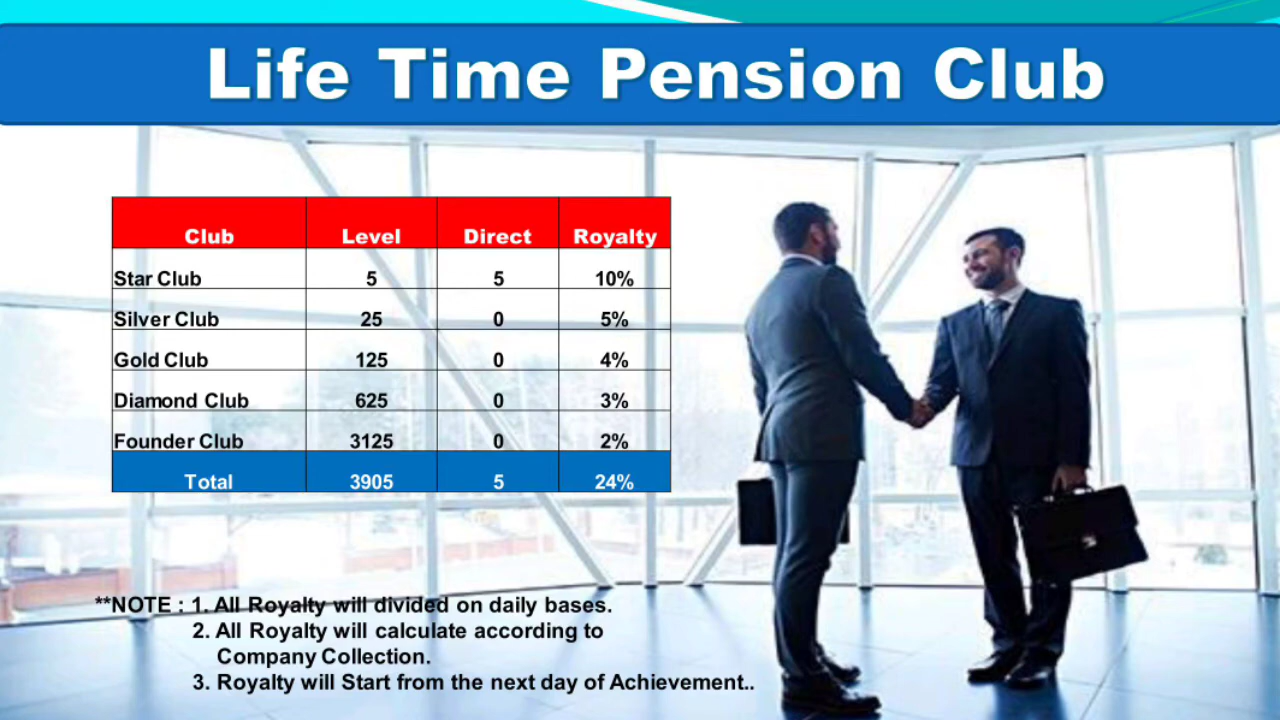 Life Time Pension Club
Club Level Direct Royalty
Star Club 5 5 10%
Silver Club 25 0 5%
Gold Club 125 0 4%
Diamond Club 625 0 3%
Founder Club 3125 0 2%
Total 3905 5 24%
**NOTE : 1. All Royalty will divided on daily bases.
2. All Royalty will calculate according to
Company Collection.
3. Royalty will Start from the next day of Achievement..